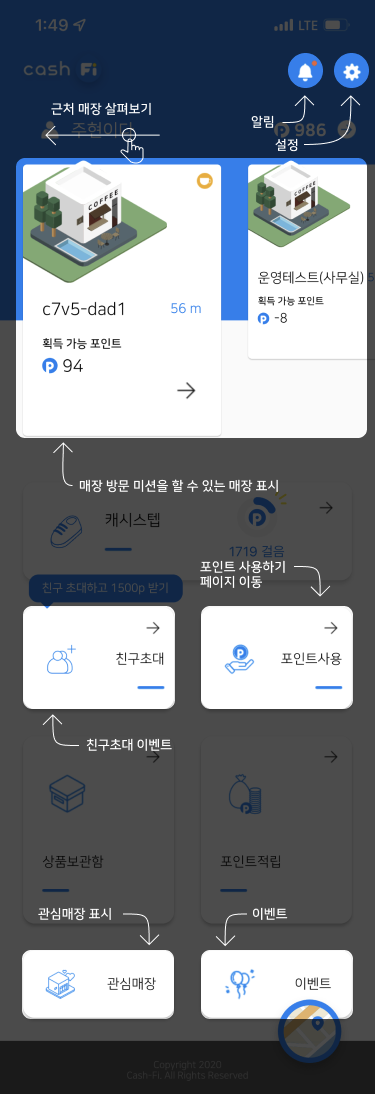 1:49
LTE
cash Fi
근처 매장 살펴보기
주현이다
알림
986
설정
COFFEE
COFFEE
c7v5-dad1
56 m
획득 가능 포인트
94
운영테스트(사무실)
5
획득 가능 포인트
-8
매장 방문 미션을 할 수 있는 매장 표시
캐시스텝
1719 걸음
포인트 사용하기
페이지 이동
친구 초대하고 1500p 받기
친구초대
포인트사용
친구초대 이벤트
상품보관함
포인트적립
관심매장 표시
이벤트
관심매장
이벤트
Copyright 2020
Cash-Fi. All Rights Reserved